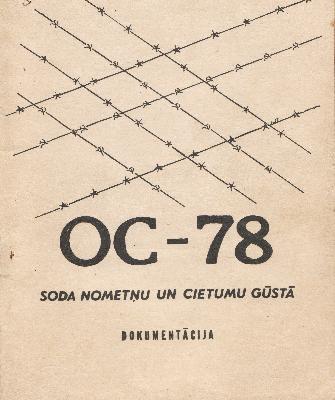 OC-78
SODA NOMETŅU UN CIETUMU GŪSTĀ
DOKUMENTĀCIJA